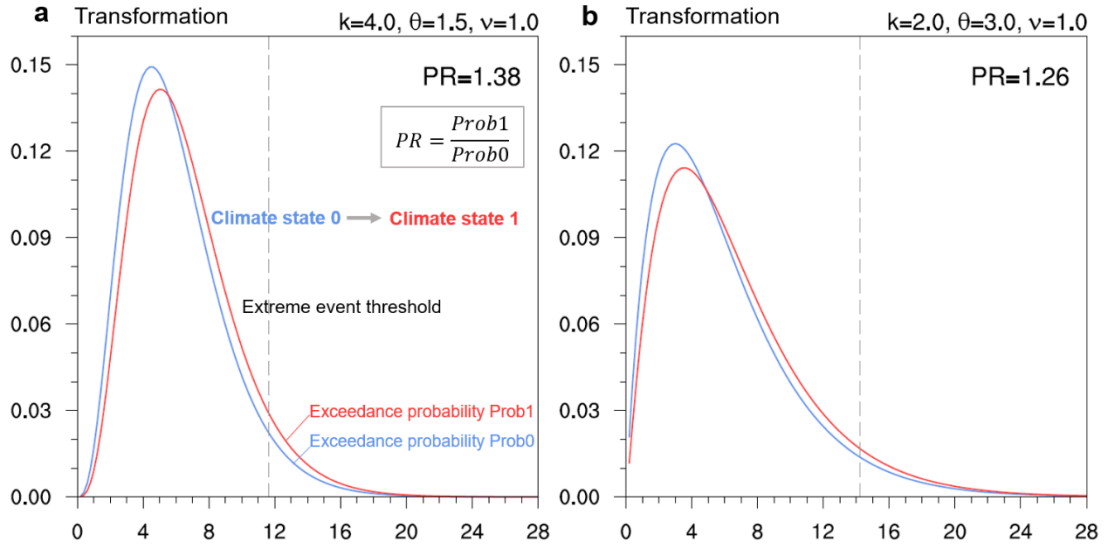 a Transformation k=4.0, θ=1.5, ν=1.0
0.15
0.12
0.09
0.06
0.03
0.00
PR=1.38
PR = Prob1 / Prob0
Climate state 0 → Climate state 1
Extreme event threshold
Exceedance probability Prob1
Exceedance probability Prob0
0 4 8 12 16 20 24 28
b Transformation k=2.0, θ=3.0, ν=1.0
0.15
0.12
0.09
0.06
0.03
0.00
PR=1.26
0 4 8 12 16 20 24 28